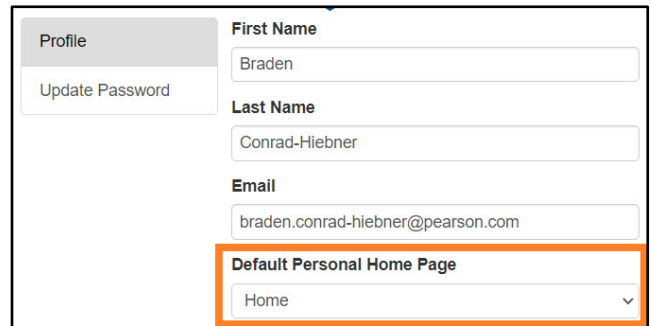 Profile
Update Password
First Name
Braden
Last Name
Conrad-Hiebner
Email
braden.conrad-hiebner@pearson.com
Default Personal Home Page
Home